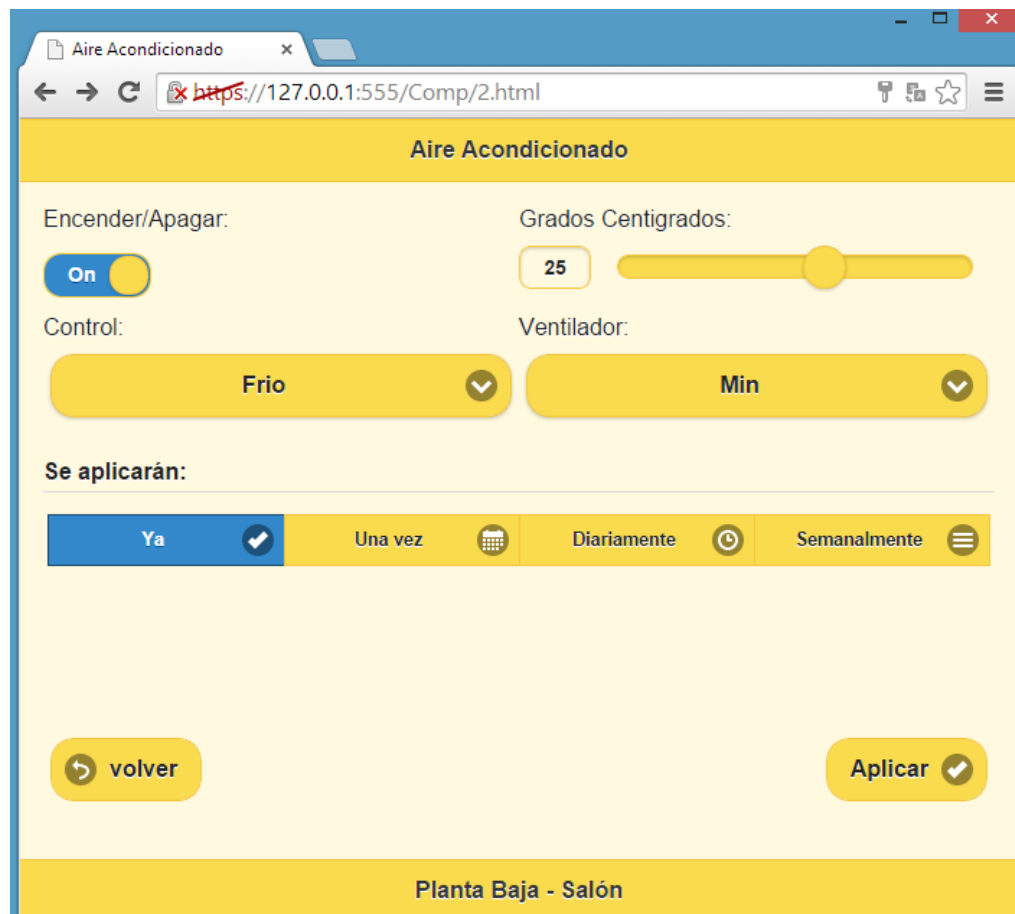 Aire Acondicionado
https://127.0.0.1:555/Comp/2.html
Aire Acondicionado
Encender/Apagar:
Grados Centigrados:
On
25
Control:
Ventilador:
Frio
Min
Se aplicarán:
Ya
Una vez
Diariamente
Semanalmente
volver
Aplicar
Planta Baja - Salón